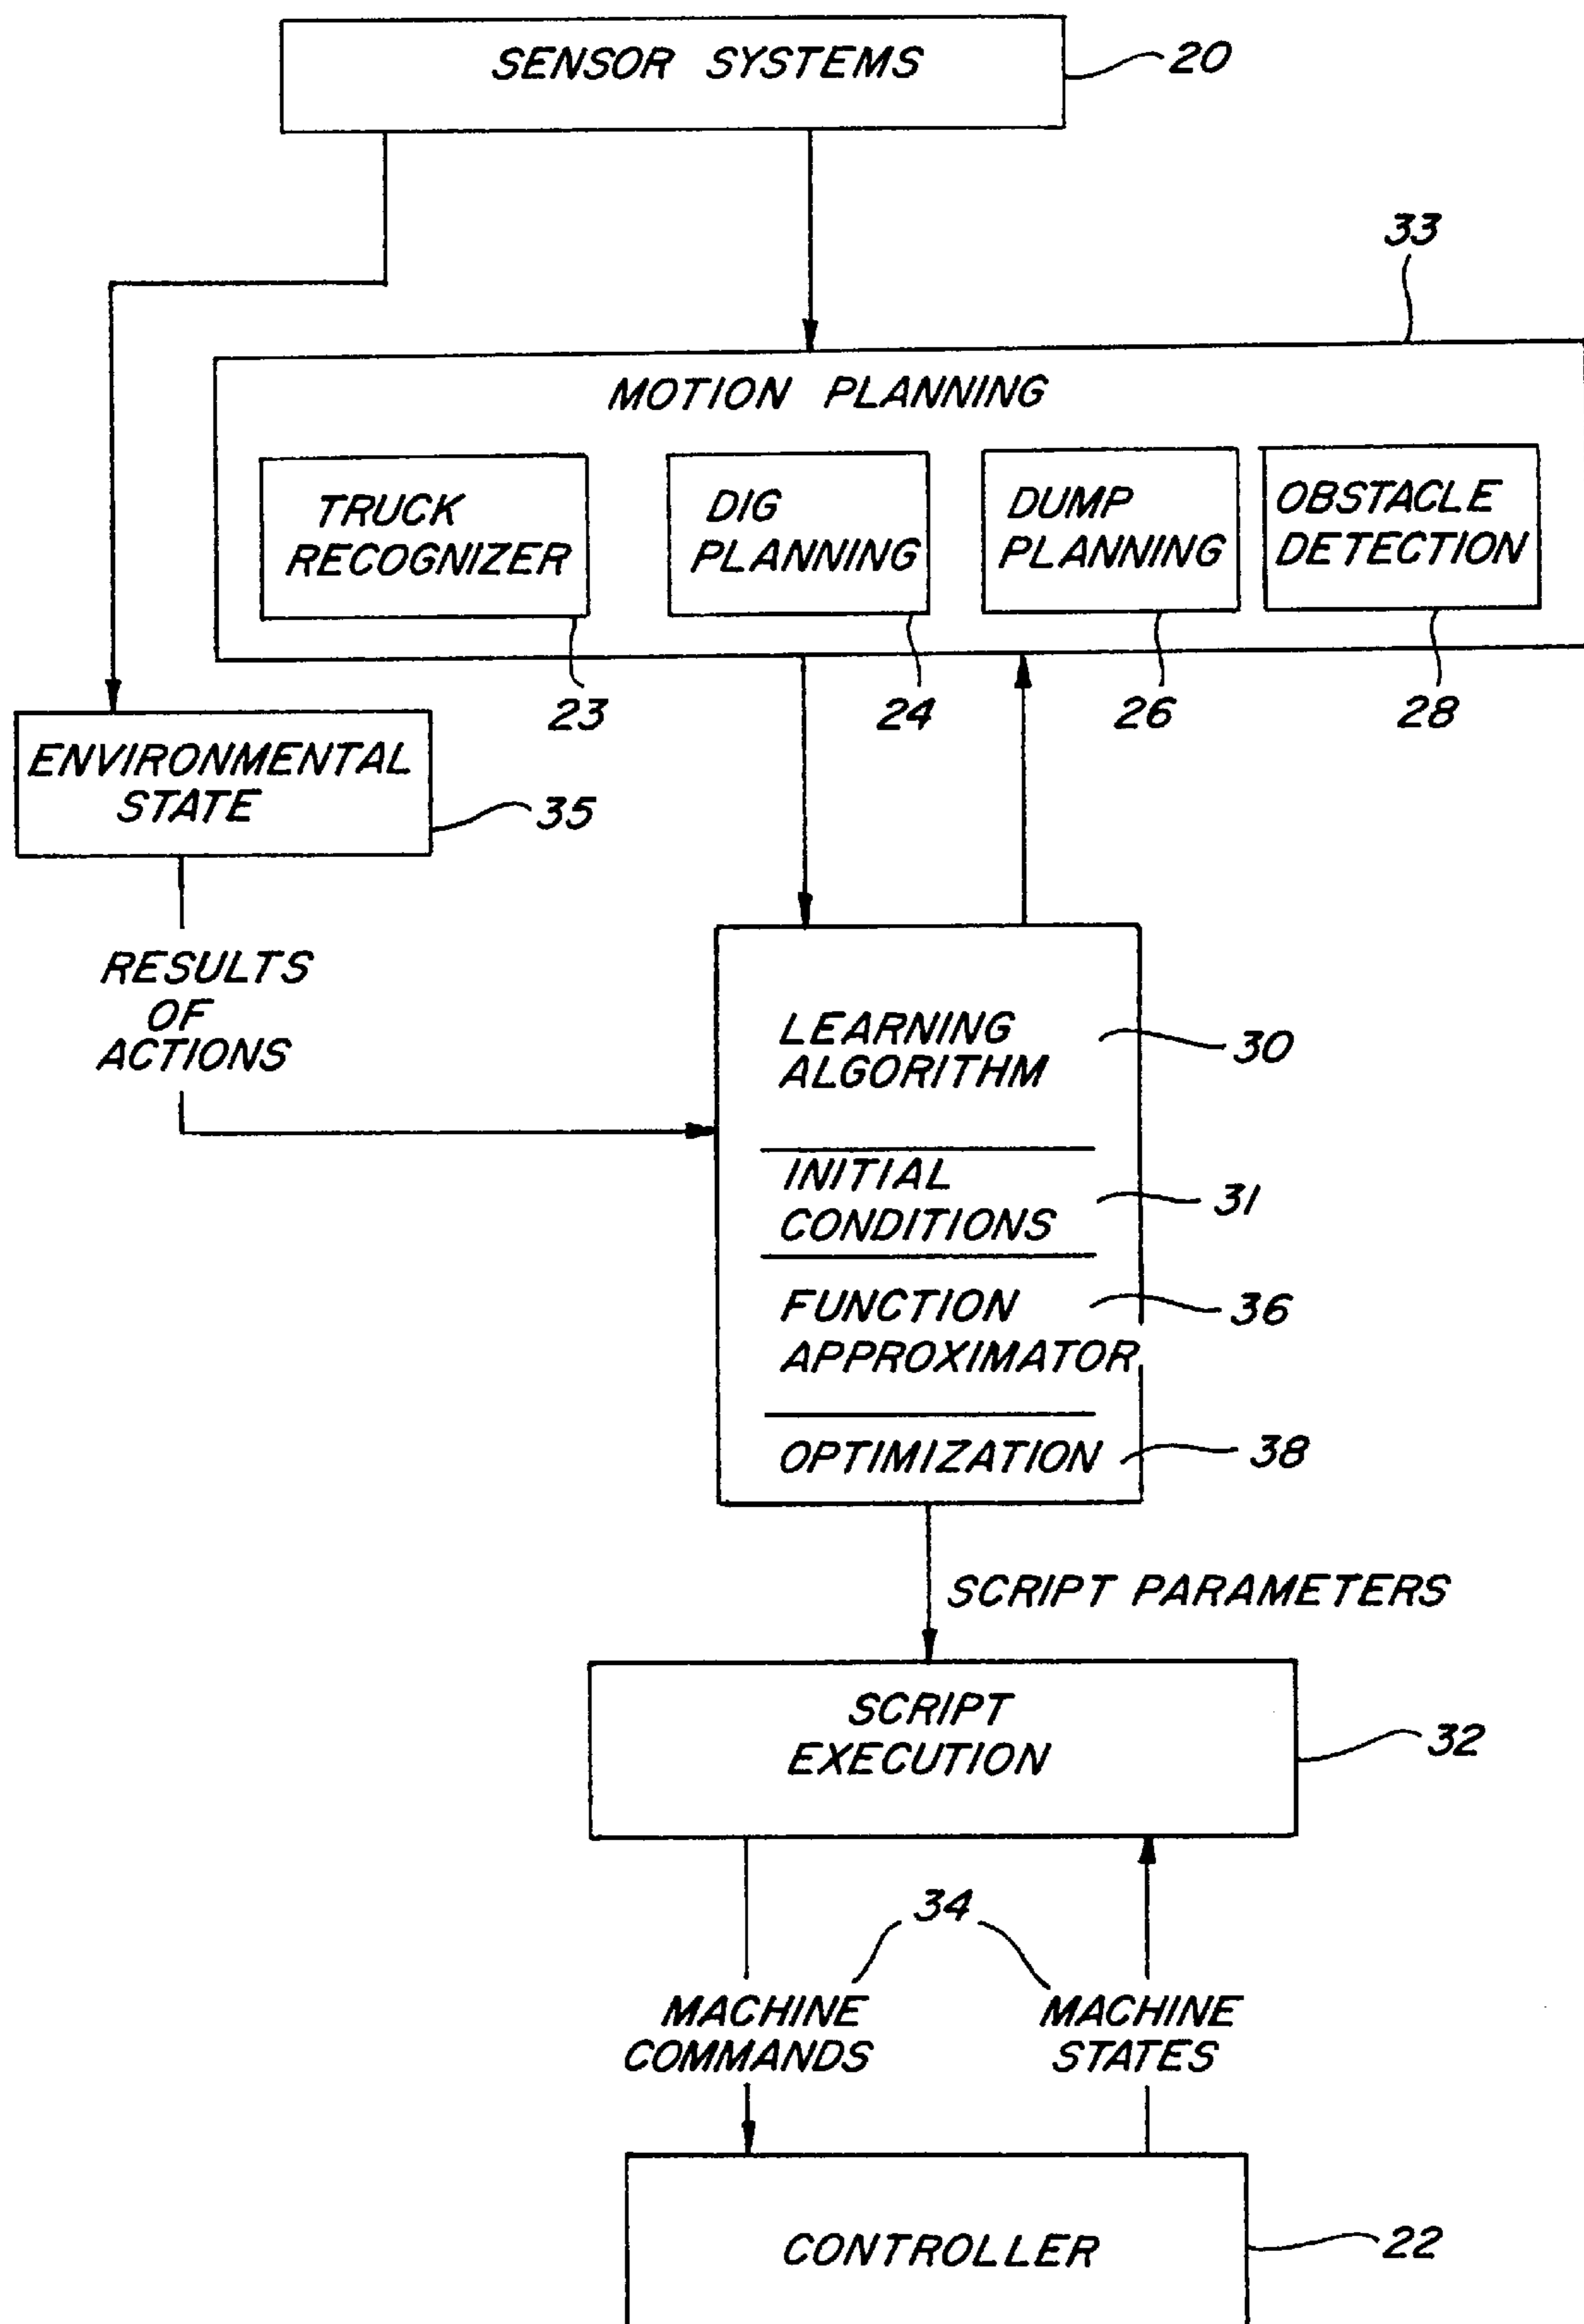 SENSOR SYSTEMS
20
33
MOTION PLANNING
TRUCK
RECOGNIZER
DIG
PLANNING
DUMP
PLANNING
OBSTACLE
DETECTION
23
24
26
28
ENVIRONMENTAL
STATE
35
RESULTS
OF
ACTIONS
LEARNING
ALGORITHM
30
INITIAL
CONDITIONS
31
FUNCTION
APPROXIMATOR
36
OPTIMIZATION
38
SCRIPT PARAMETERS
SCRIPT
EXECUTION
32
34
MACHINE
COMMANDS
MACHINE
STATES
CONTROLLER
22